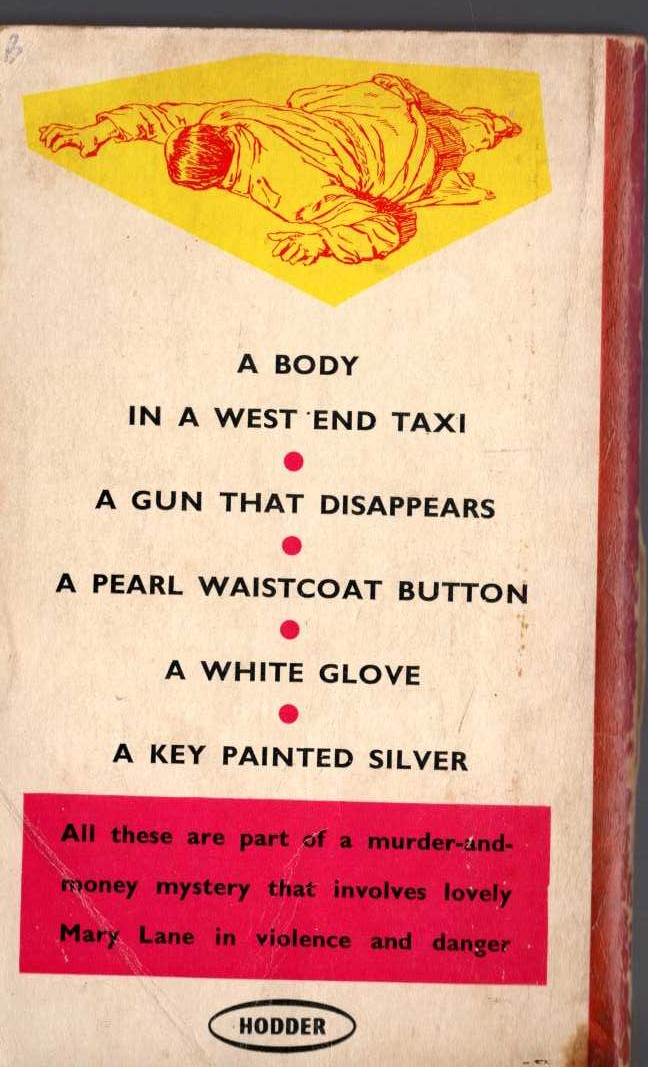 A BODY
IN A WEST END TAXI
A GUN THAT DISAPPEARS
A PEARL WAISTCOAT BUTTON
A WHITE GLOVE
A KEY PAINTED SILVER
All these are part of a murder-and-
money mystery that involves lovely
Mary Lane in violence and danger
HODDER